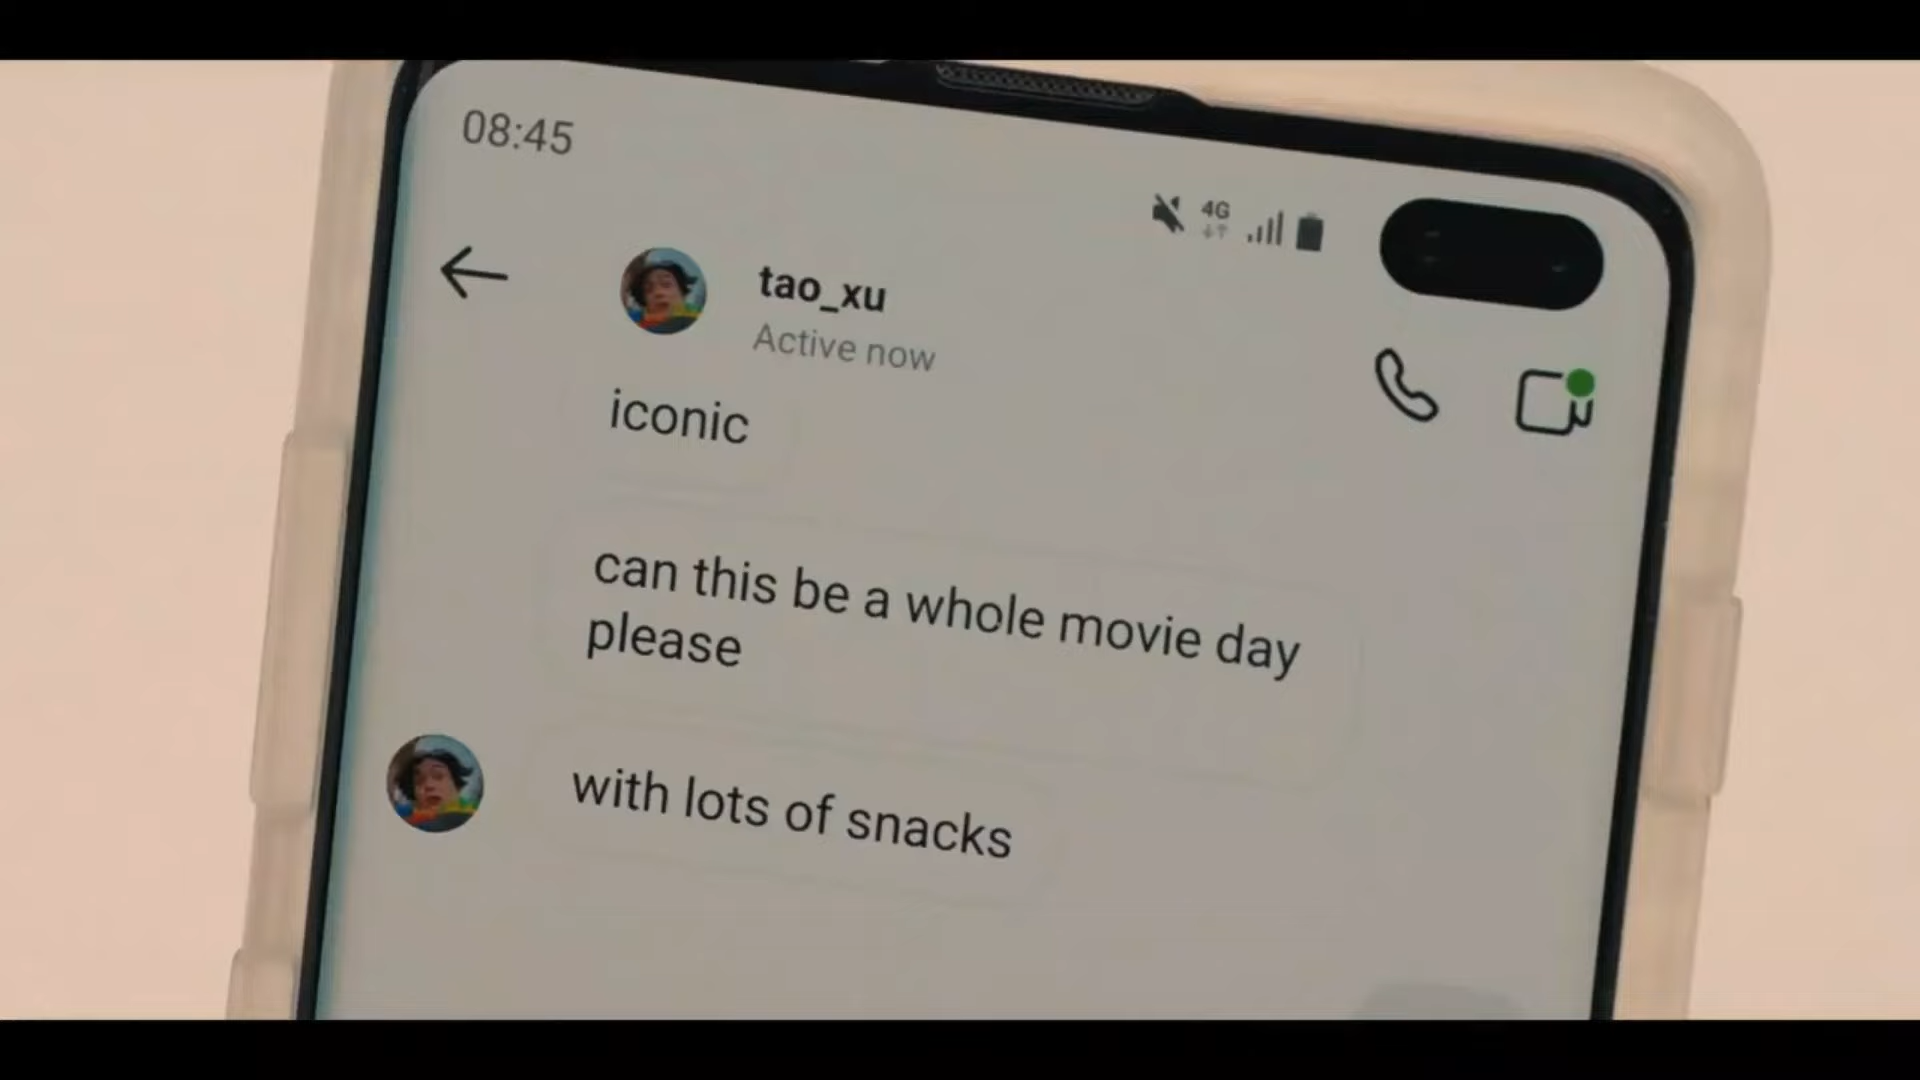 08:45
4G
tao_xu
Active now
iconic
can this be a whole movie day
please
with lots of snacks